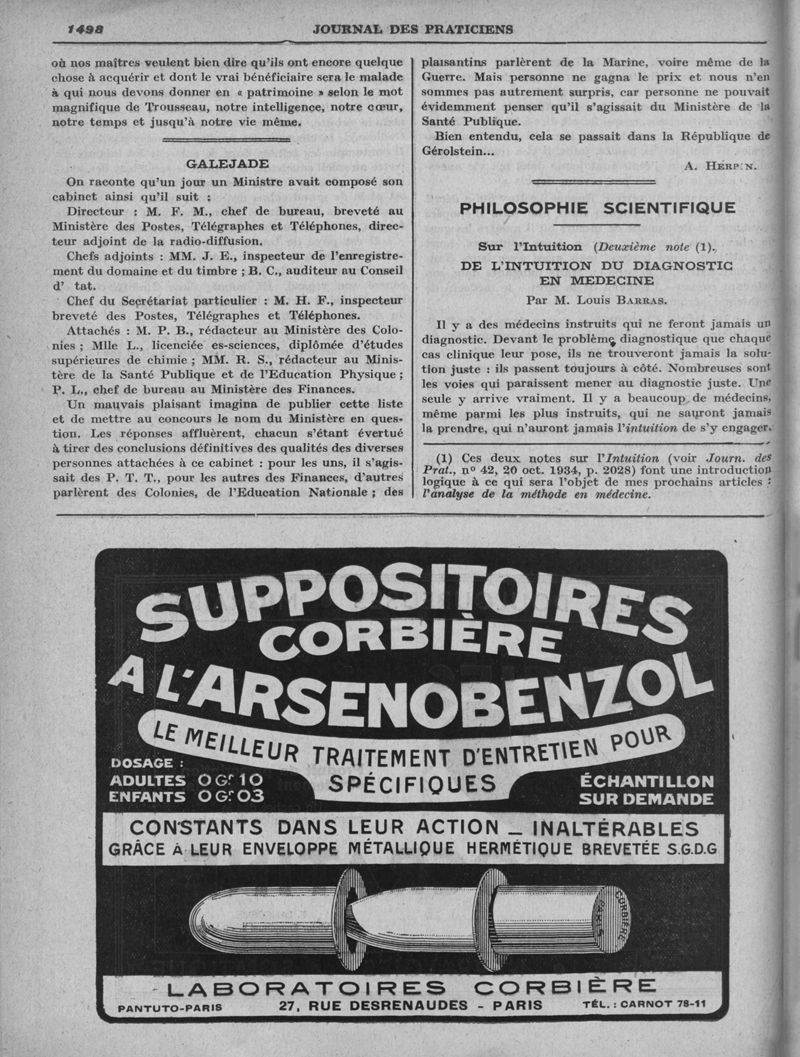 1498
JOURNAL DES PRATICIENS
où nos maîtres veulent bien dire qu'ils ont encore quelque
chose à acquérir et dont le vrai bénéficiaire sera le malade
à qui nous devons donner en « patrimoine » selon le mot
magnifique de Trousseau, notre intelligence, notre cœur,
notre temps et jusqu'à notre vie même.
GALEJADE
On raconte qu'un jour un Ministre avait composé son
cabinet ainsi qu'il suit :
Directeur : M. F. M., chef de bureau, breveté au
Ministère des Postes, Télégraphes et Téléphones, direc-
teur adjoint de la radio-diffusion.
Chefs adjoints : MM. J. E., inspecteur de l'enregistre-
ment du domaine et du timbre ; B. C., auditeur au Conseil
d' tat.
Chef du Secrétariat particulier : M. H. F., inspecteur
breveté des Postes, Télégraphes et Téléphones.
Attachés : M. P. B., rédacteur au Ministère des Colo-
nies ; Mlle L., licenciée es-sciences, diplômée d'études
supérieures de chimie ; MM. R. S., rédacteur au Minis-
tère de la Santé Publique et de l'Education Physique ;
P. L., chef de bureau au Ministère des Finances.
Un mauvais plaisant imagina de publier cette liste
et de mettre au concours le nom du Ministère en ques-
tion. Les réponses affluèrent, chacun s'étant évertué
à tirer des conclusions définitives des qualités des diverses
personnes attachées à ce cabinet : pour les uns, il s'agis-
sait des P. T. T., pour les autres des Finances, d'autres
parlèrent des Colonies, de l'Education Nationale ; des
plaisantins parlèrent de la Marine, voire même de la
Guerre. Mais personne ne gagna le prix et nous n'en
sommes pas autrement surpris, car personne ne pouvait
évidemment penser qu'il s'agissait du Ministère de la
Santé Publique.
Bien entendu, cela se passait dans la République de
Gérolstein...
A. HERPIN.
PHILOSOPHIE SCIENTIFIQUE
Sur l'Intuition (Deuxième note (1).
DE L'INTUITION DU DIAGNOSTIC
EN MEDECINE
Par M. Louis BARRAS.
Il y a des médecins instruits qui ne feront jamais un
diagnostic. Devant le problème diagnostique que chaque
cas clinique leur pose, ils ne trouveront jamais la solu-
tion juste : ils passent toujours à côté. Nombreuses sont
les voies qui paraissent mener au diagnostic juste. Une
seule y arrive vraiment. Il y a beaucoup de médecins,
même parmi les plus instruits, qui ne sauront jamais
la prendre, qui n'auront jamais l'intuition de s'y engager.
(1) Ces deux notes sur l'Intuition (voir Journ. des
Prat., n° 42, 20 oct. 1934, p. 2028) font une introduction
logique à ce qui sera l'objet de mes prochains articles :
l'analyse de la méthode en médecine.
SUPPOSITOIRES
CORBIÈRE
A L'ARSENOBENZOL
LE MEILLEUR TRAITEMENT D'ENTRETIEN POUR
SPÉCIFIQUES
DOSAGE :
ADULTES 0 Gr 10
ENFANTS 0 Gr 03
ÉCHANTILLON
SUR DEMANDE
CONSTANTS DANS LEUR ACTION _ INALTÉRABLES
GRÂCE À LEUR ENVELOPPE MÉTALLIQUE HERMÉTIQUE BREVETÉE S.G.D.G
CORBIÈRE
PARIS
LABORATOIRES CORBIÈRE
PANTUTO-PARIS
27, RUE DESRENAUDES - PARIS
TÉL. : CARNOT 78-11